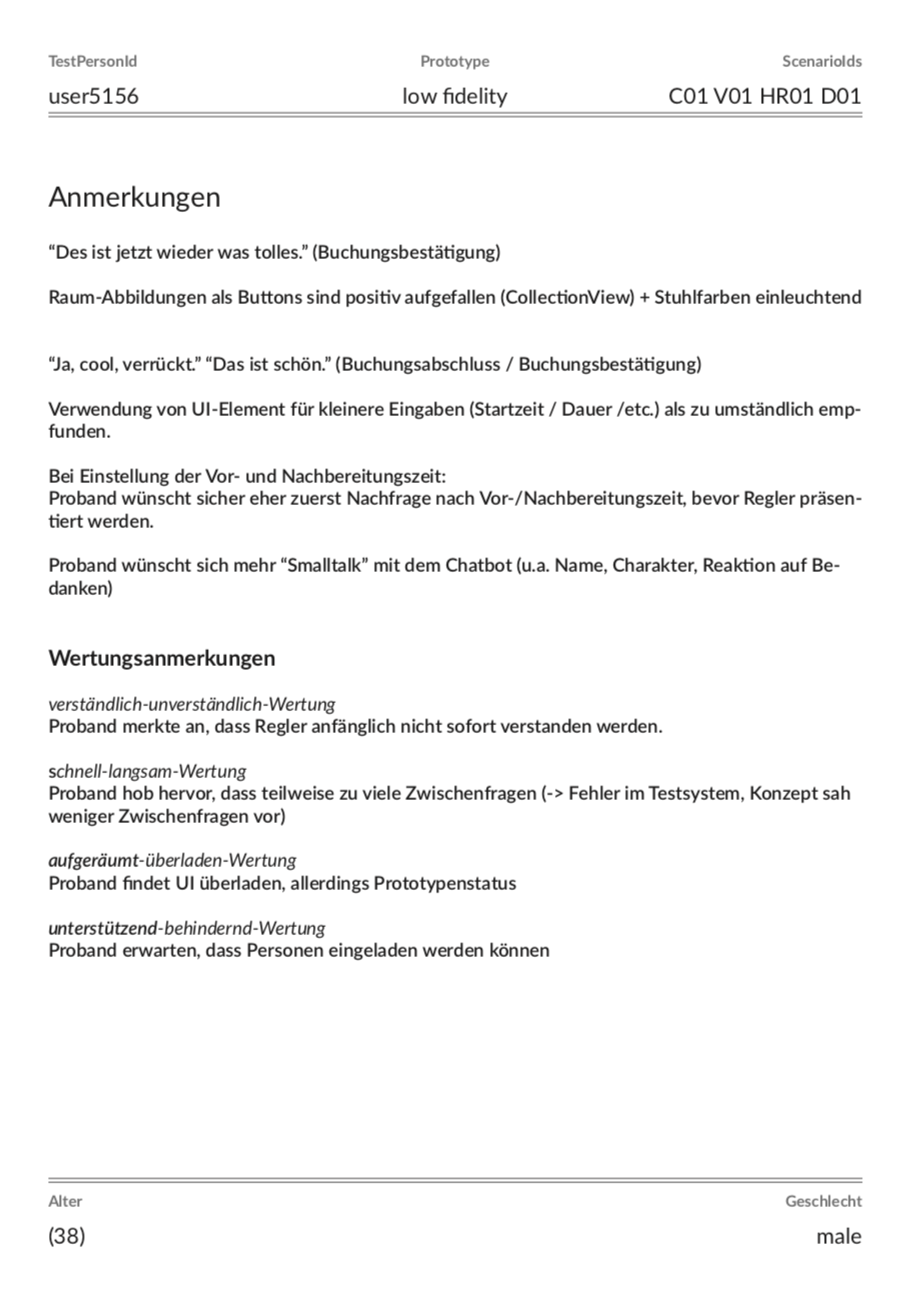 TestPersonId Prototype ScenarioIds
user5156 low fidelity C01 V01 HR01 D01
Anmerkungen
“Des ist jetzt wieder was tolles.” (Buchungsbestätigung)
Raum-Abbildungen als Buttons sind positiv aufgefallen (CollectionView) + Stuhlfarben einleuchtend
“Ja, cool, verrückt.” “Das ist schön.” (Buchungsabschluss / Buchungsbestätigung)
Verwendung von UI-Element für kleinere Eingaben (Startzeit / Dauer /etc.) als zu umständlich emp-
funden.
Bei Einstellung der Vor- und Nachbereitungszeit:
Proband wünscht sicher eher zuerst Nachfrage nach Vor-/Nachbereitungszeit, bevor Regler präsen-
tiert werden.
Proband wünscht sich mehr “Smalltalk” mit dem Chatbot (u.a. Name, Charakter, Reaktion auf Be-
danken)
Wertungsanmerkungen
verständlich-unverständlich-Wertung
Proband merkte an, dass Regler anfänglich nicht sofort verstanden werden.
schnell-langsam-Wertung
Proband hob hervor, dass teilweise zu viele Zwischenfragen (-> Fehler im Testsystem, Konzept sah
weniger Zwischenfragen vor)
aufgeräumt-überladen-Wertung
Proband findet UI überladen, allerdings Prototypenstatus
unterstützend-behindernd-Wertung
Proband erwarten, dass Personen eingeladen werden können
Alter Geschlecht
(38) male